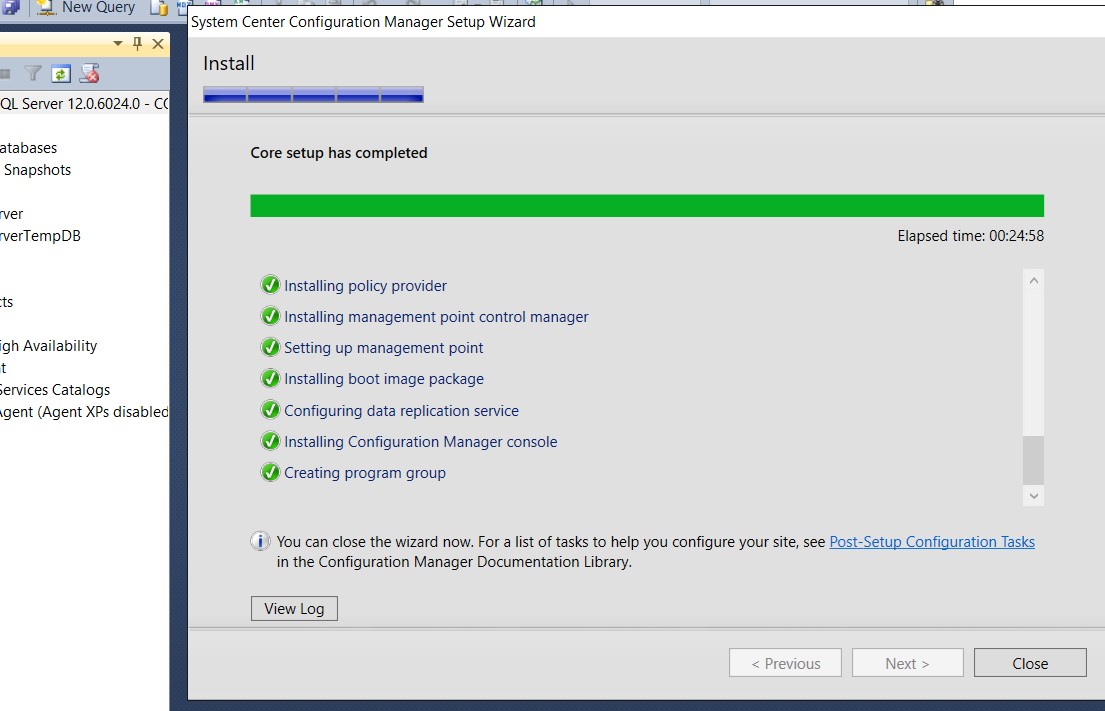 New Query
System Center Configuration Manager Setup Wizard
Install
QL Server 12.0.6024.0 - CO
atabases
Snapshots
rver
rverTempDB
cts
igh Availability
t
Services Catalogs
Agent (Agent XPs disabled
Core setup has completed
Elapsed time: 00:24:58
Installing policy provider
Installing management point control manager
Setting up management point
Installing boot image package
Configuring data replication service
Installing Configuration Manager console
Creating program group
You can close the wizard now. For a list of tasks to help you configure your site, see Post-Setup Configuration Tasks
in the Configuration Manager Documentation Library.
View Log
< Previous
Next >
Close